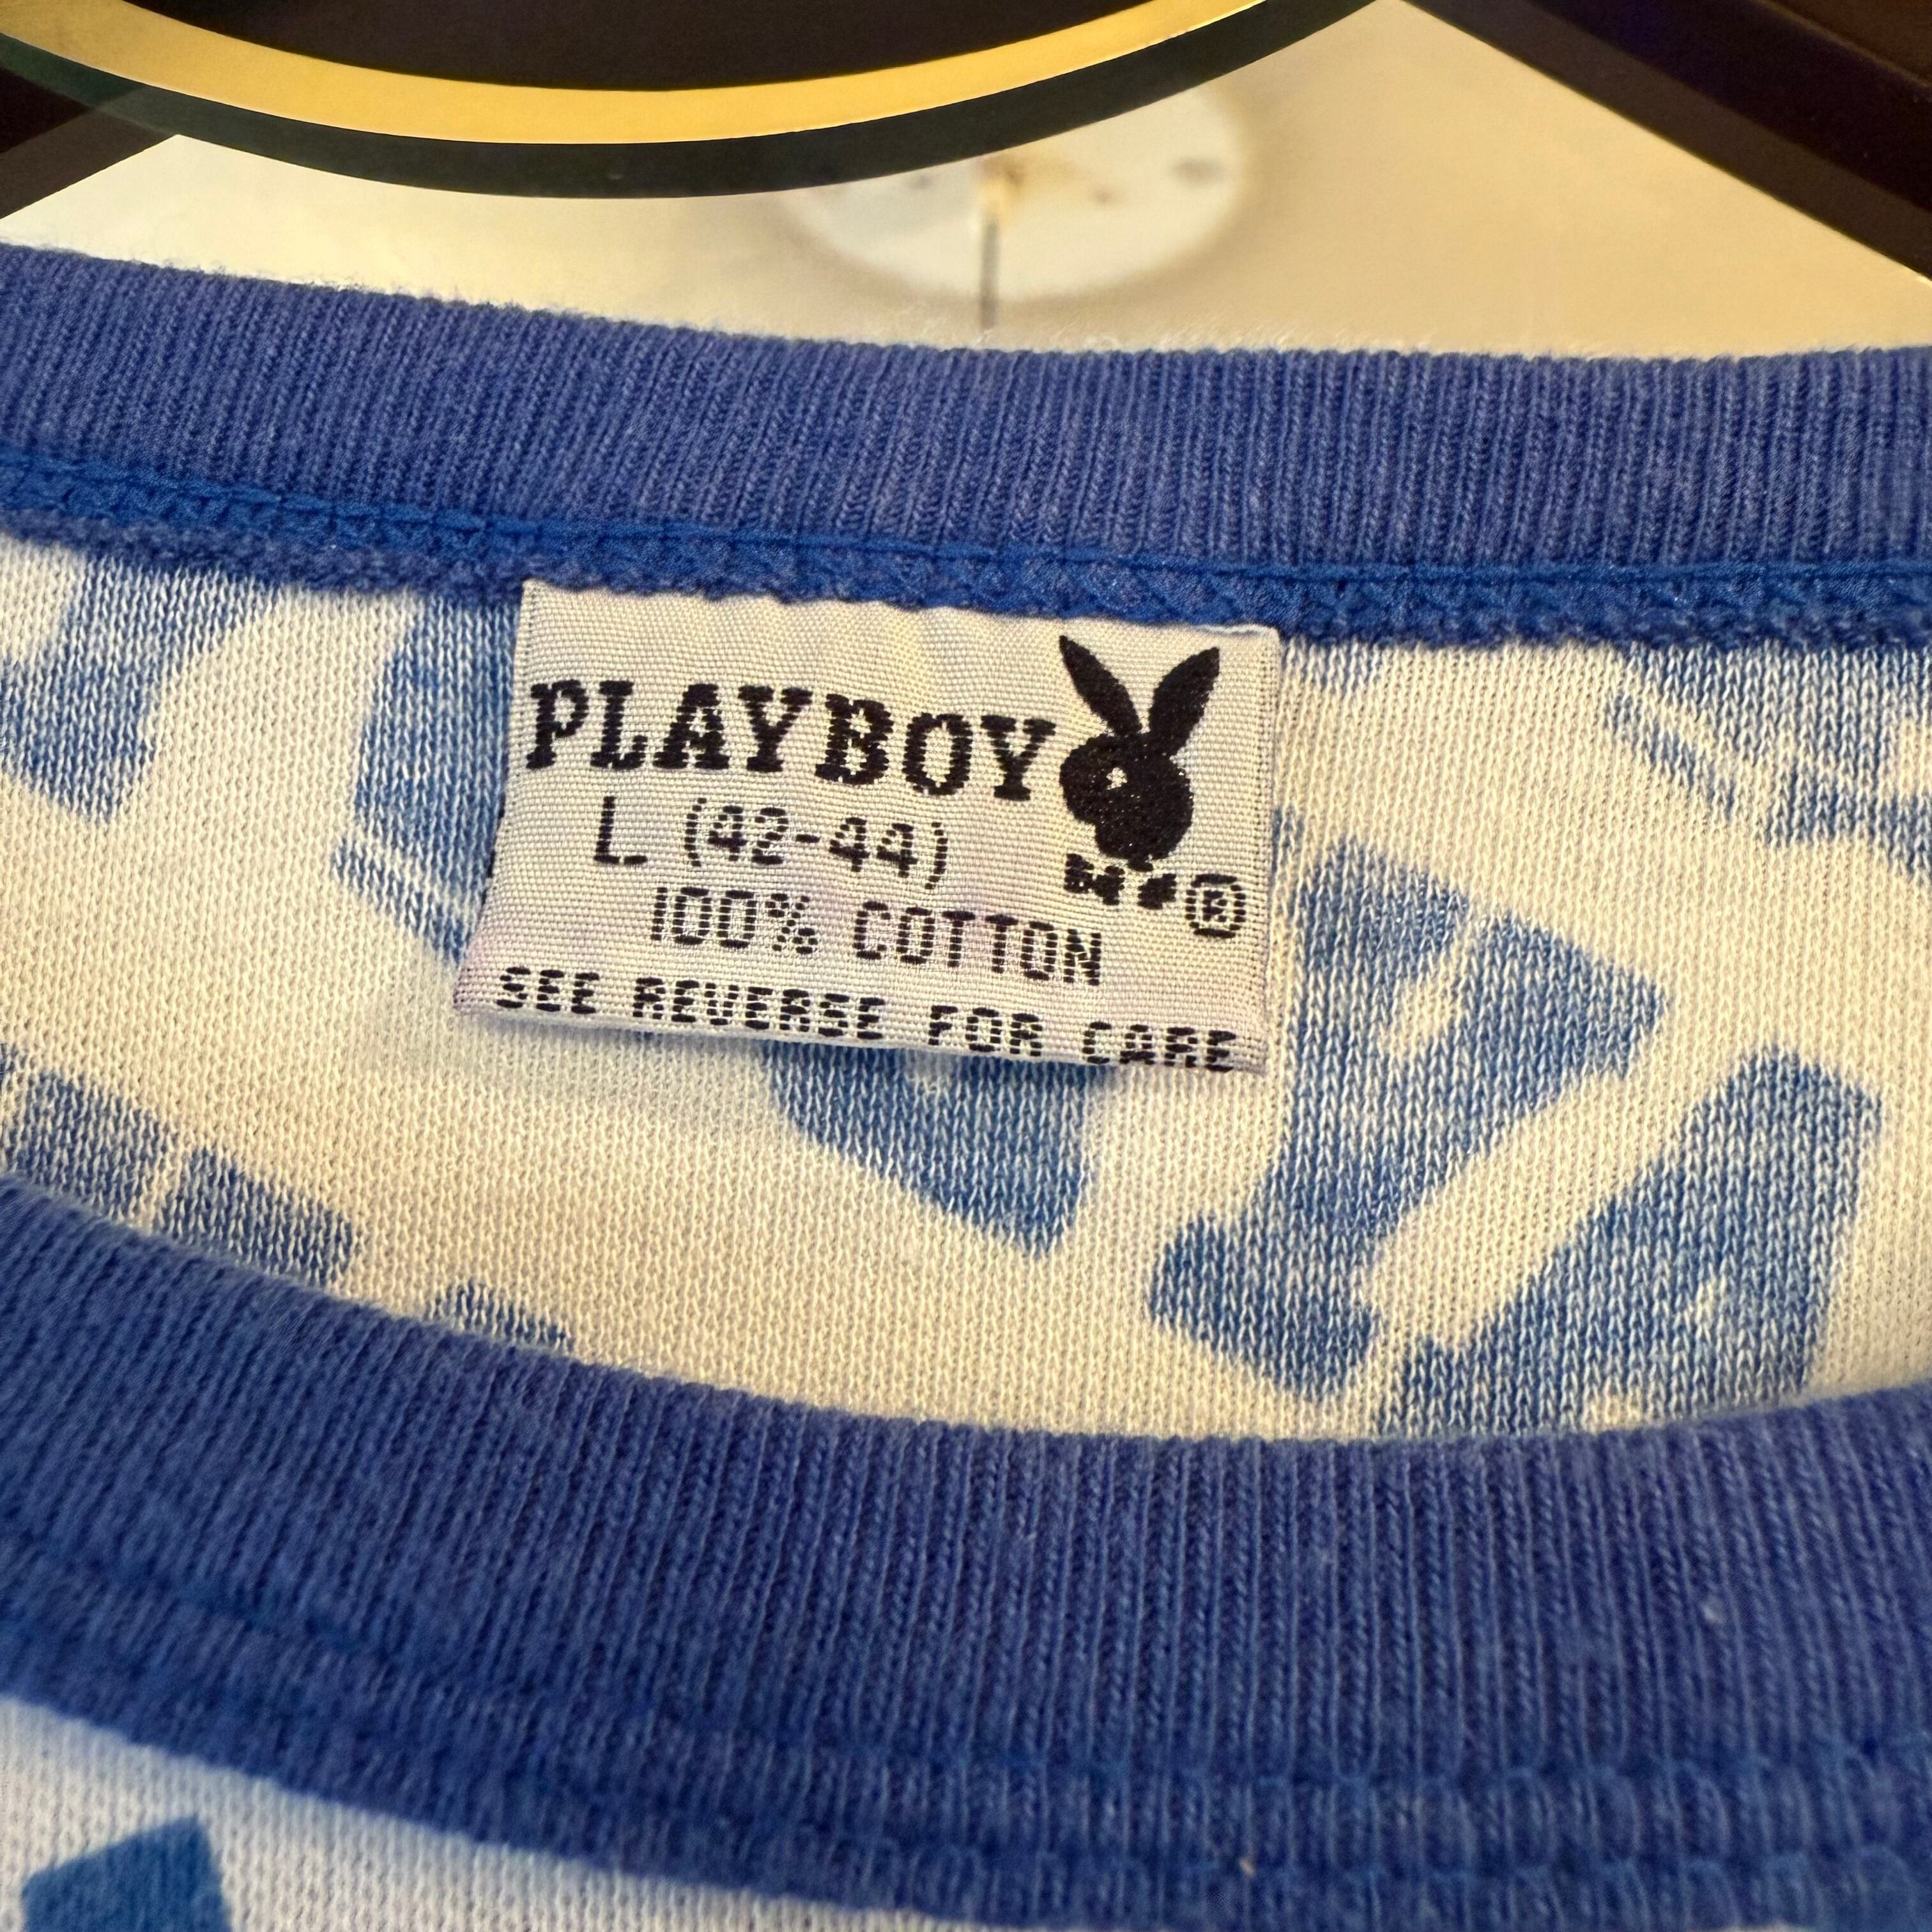 PLAYBOY
L (42-44)
®
100% COTTON
SEE REVERSE FOR CARE